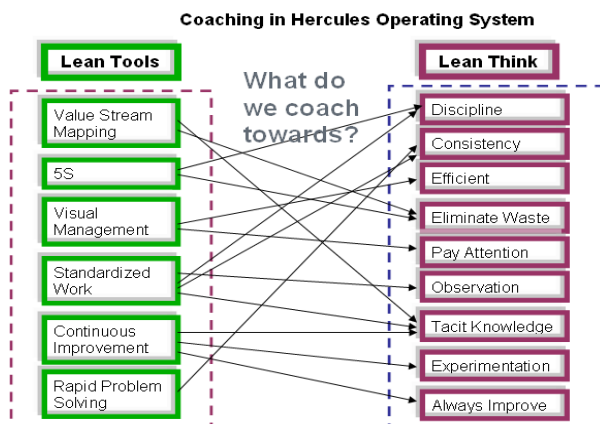 Coaching in Hercules Operating System
Lean Tools
Lean Think
What do
we coach
towards?
Value Stream
Mapping
5S
Visual
Management
Standardized
Work
Continuous
Improvement
Rapid Problem
Solving
Discipline
Consistency
Efficient
Eliminate Waste
Pay Attention
Observation
Tacit Knowledge
Experimentation
Always Improve